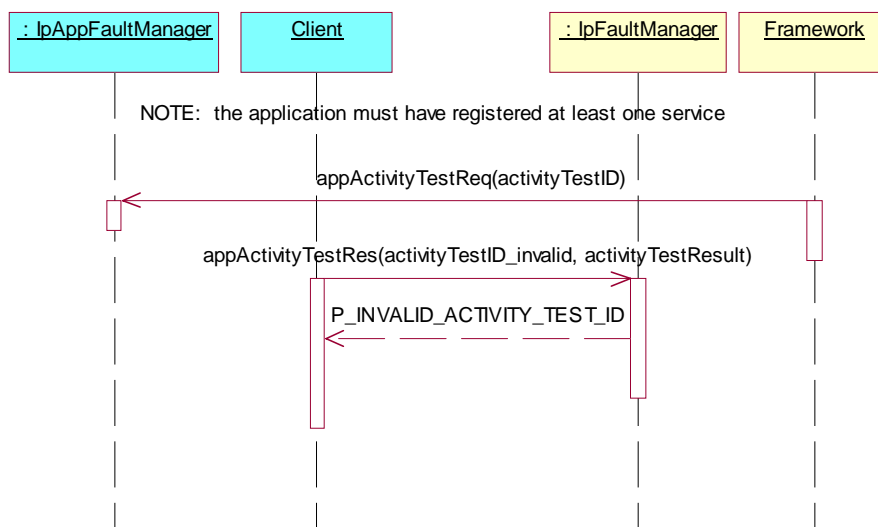 : IpAppFaultManager
Client
: IpFaultManager
Framework
NOTE: the application must have registered at least one service
appActivityTestReq(activityTestID)
appActivityTestRes(activityTestID_invalid, activityTestResult)
P_INVALID_ACTIVITY_TEST_ID